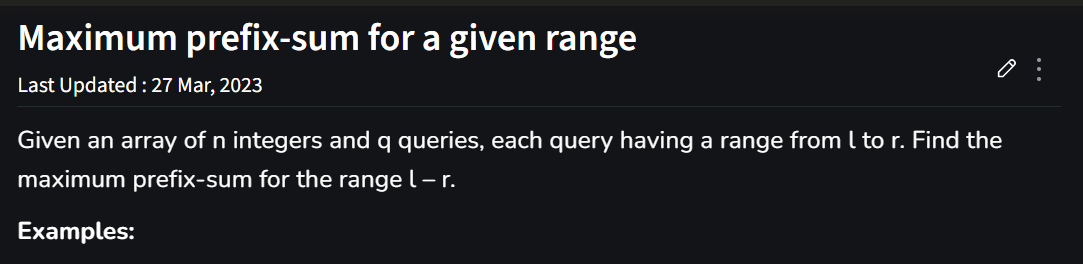 Maximum prefix-sum for a given range
Last Updated : 27 Mar, 2023
Given an array of n integers and q queries, each query having a range from l to r. Find the
maximum prefix-sum for the range l – r.
Examples: